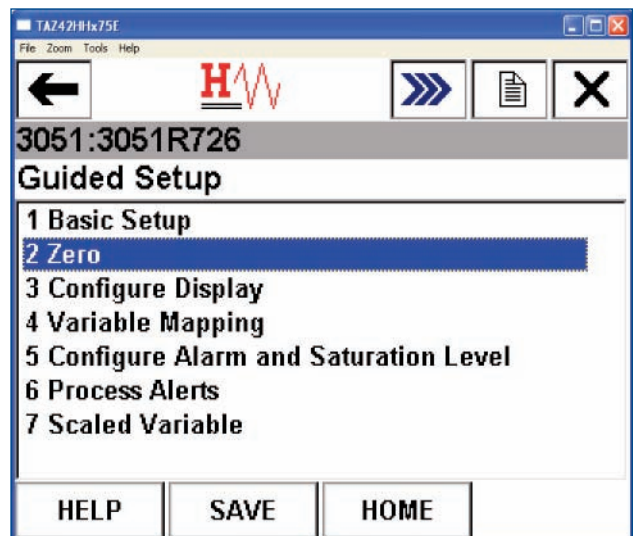 TAZ42HHx75E
File Zoom Tools Help
H
3051:3051R726
Guided Setup
1 Basic Setup
2 Zero
3 Configure Display
4 Variable Mapping
5 Configure Alarm and Saturation Level
6 Process Alerts
7 Scaled Variable
HELP SAVE HOME